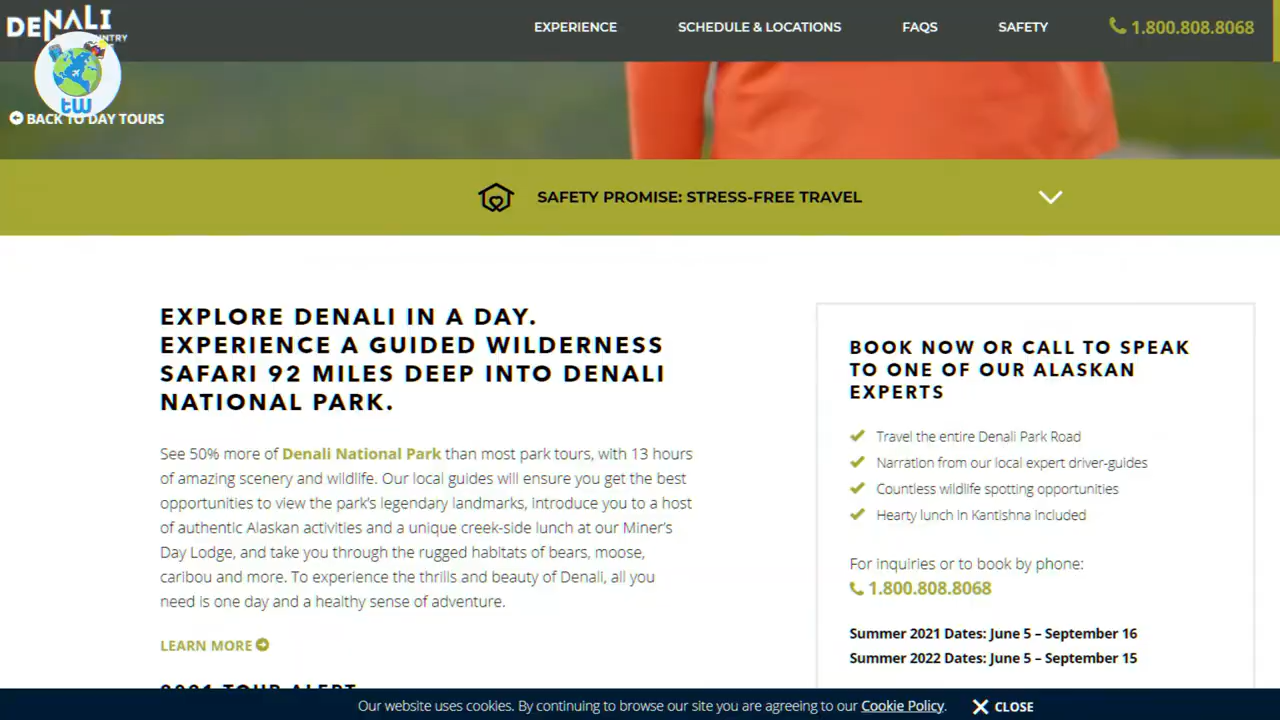 DENALI
EXPERIENCE
SCHEDULE & LOCATIONS
FAQS
SAFETY
1.800.808.8068
tw
BACK TO DAY TOURS
SAFETY PROMISE: STRESS-FREE TRAVEL
EXPLORE DENALI IN A DAY.
EXPERIENCE A GUIDED WILDERNESS
SAFARI 92 MILES DEEP INTO DENALI
NATIONAL PARK.
See 50% more of Denali National Park than most park tours, with 13 hours
of amazing scenery and wildlife. Our local guides will ensure you get the best
opportunities to view the park's legendary landmarks, introduce you to a host
of authentic Alaskan activities and a unique creek-side lunch at our Miner's
Day Lodge, and take you through the rugged habitats of bears, moose,
caribou and more. To experience the thrills and beauty of Denali, all you
need is one day and a healthy sense of adventure.
LEARN MORE
2021 TOUR ALERT
BOOK NOW OR CALL TO SPEAK
TO ONE OF OUR ALASKAN
EXPERTS
Travel the entire Denali Park Road
Narration from our local expert driver-guides
Countless wildlife spotting opportunities
Hearty lunch in Kantishna included
For inquiries or to book by phone:
1.800.808.8068
Summer 2021 Dates: June 5 – September 16
Summer 2022 Dates: June 5 – September 15
Our website uses cookies. By continuing to browse our site you are agreeing to our Cookie Policy.
CLOSE